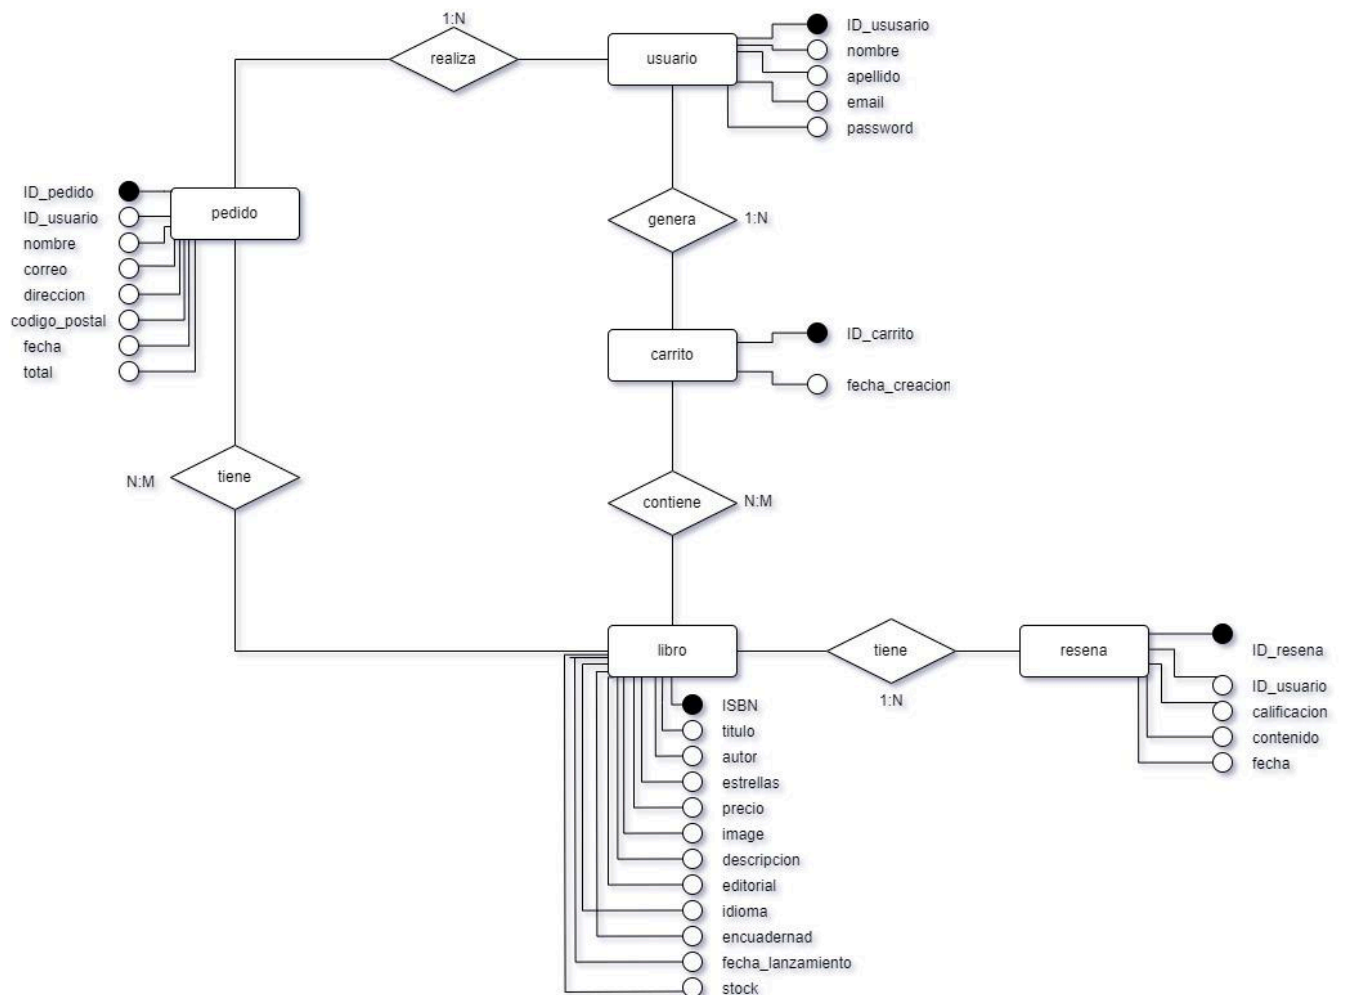 1:N
realiza
usuario
ID_ususario
nombre
apellido
email
password
ID_pedido
ID_usuario
nombre
correo
direccion
codigo_postal
fecha
total
pedido
genera
1:N
carrito
ID_carrito
fecha_creacion
N:M
tiene
contiene
N:M
libro
tiene
1:N
resena
ID_resena
ID_usuario
calificacion
contenido
fecha
ISBN
titulo
autor
estrellas
precio
image
descripcion
editorial
idioma
encuadernad
fecha_lanzamiento
stock